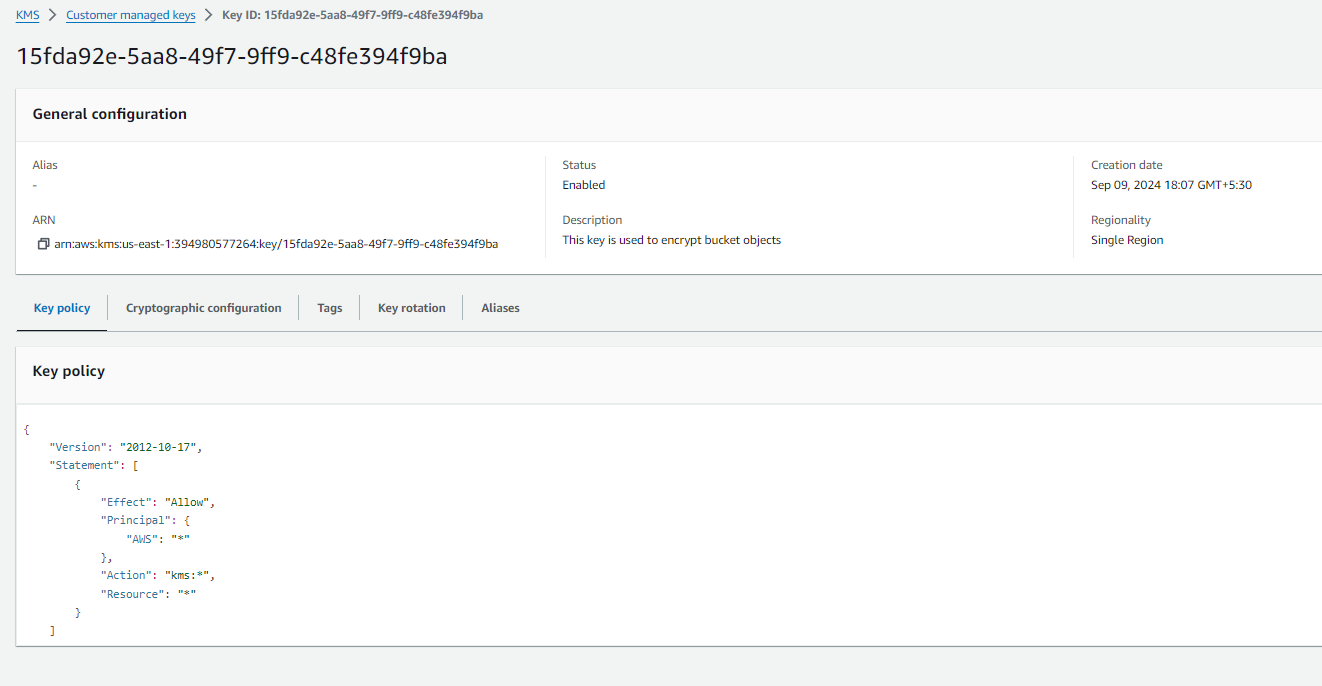 KMS > Customer managed keys > Key ID: 15fda92e-5aa8-49f7-9ff9-c48fe394f9ba
15fda92e-5aa8-49f7-9ff9-c48fe394f9ba
General configuration
Alias
-
ARN
arn:aws:kms:us-east-1:394980577264:key/15fda92e-5aa8-49f7-9ff9-c48fe394f9ba
Status
Enabled
Description
This key is used to encrypt bucket objects
Creation date
Sep 09, 2024 18:07 GMT+5:30
Regionality
Single Region
Key policy
Cryptographic configuration
Tags
Key rotation
Aliases
Key policy
{
    "Version": "2012-10-17",
    "Statement": [
        {
            "Effect": "Allow",
            "Principal": {
                "AWS": "*"
            },
            "Action": "kms:*",
            "Resource": "*"
        }
    ]